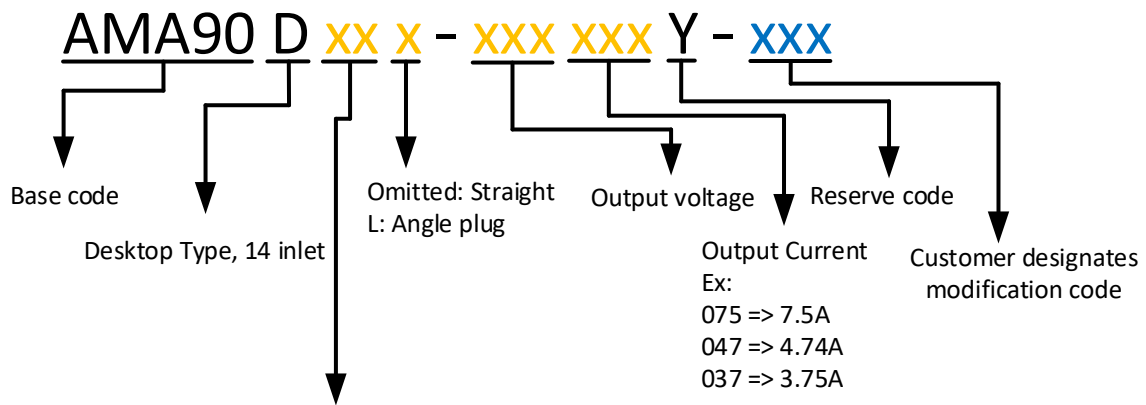 AMA90 D xx x - xxx xxx Y - xxx
Base code
Desktop Type, 14 inlet
Omitted: Straight
L: Angle plug
Output voltage
Output Current
Ex:
075 => 7.5A
047 => 4.74A
037 => 3.75A
Reserve code
Customer designates
modification code